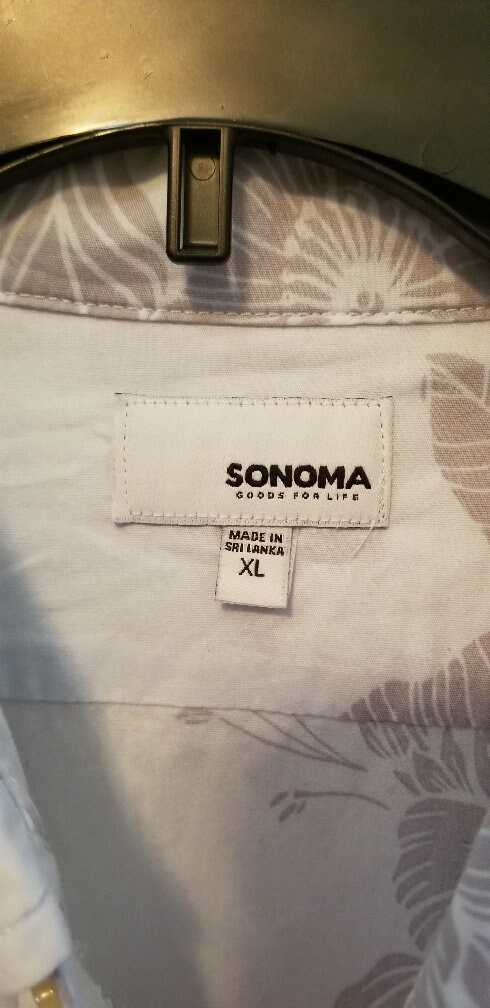 SONOMA
GOODS FOR LIFE
MADE IN
SRI LANKA
XL